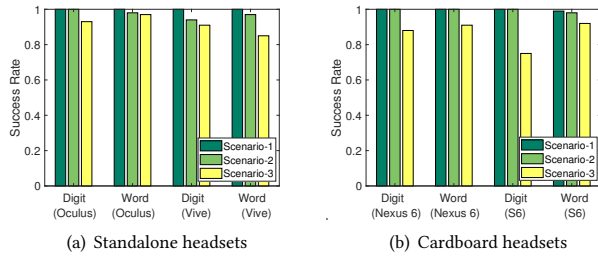 Success Rate
1
0.8
0.6
0.4
0.2
0
Scenario-1
Scenario-2
Scenario-3
Digit (Oculus)
Word (Oculus)
Digit (Vive)
Word (Vive)
(a) Standalone headsets
Success Rate
1
0.8
0.6
0.4
0.2
0
Scenario-1
Scenario-2
Scenario-3
Digit (Nexus 6)
Word (Nexus 6)
Digit (S6)
Word (S6)
(b) Cardboard headsets